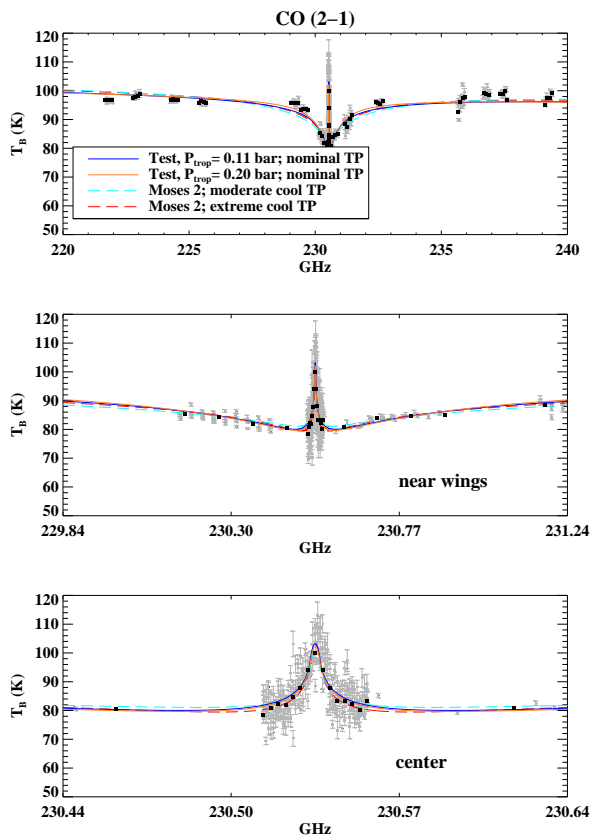 CO (2−1)
120
110
100
90
80
70
60
50
T_B (K)
Test, P_trop= 0.11 bar; nominal TP
Test, P_trop= 0.20 bar; nominal TP
Moses 2; moderate cool TP
Moses 2; extreme cool TP
220 225 230 235 240
GHz
120
110
100
90
80
70
60
50
T_B (K)
near wings
229.84 230.30 230.77 231.24
GHz
120
110
100
90
80
70
60
50
T_B (K)
center
230.44 230.50 230.57 230.64
GHz